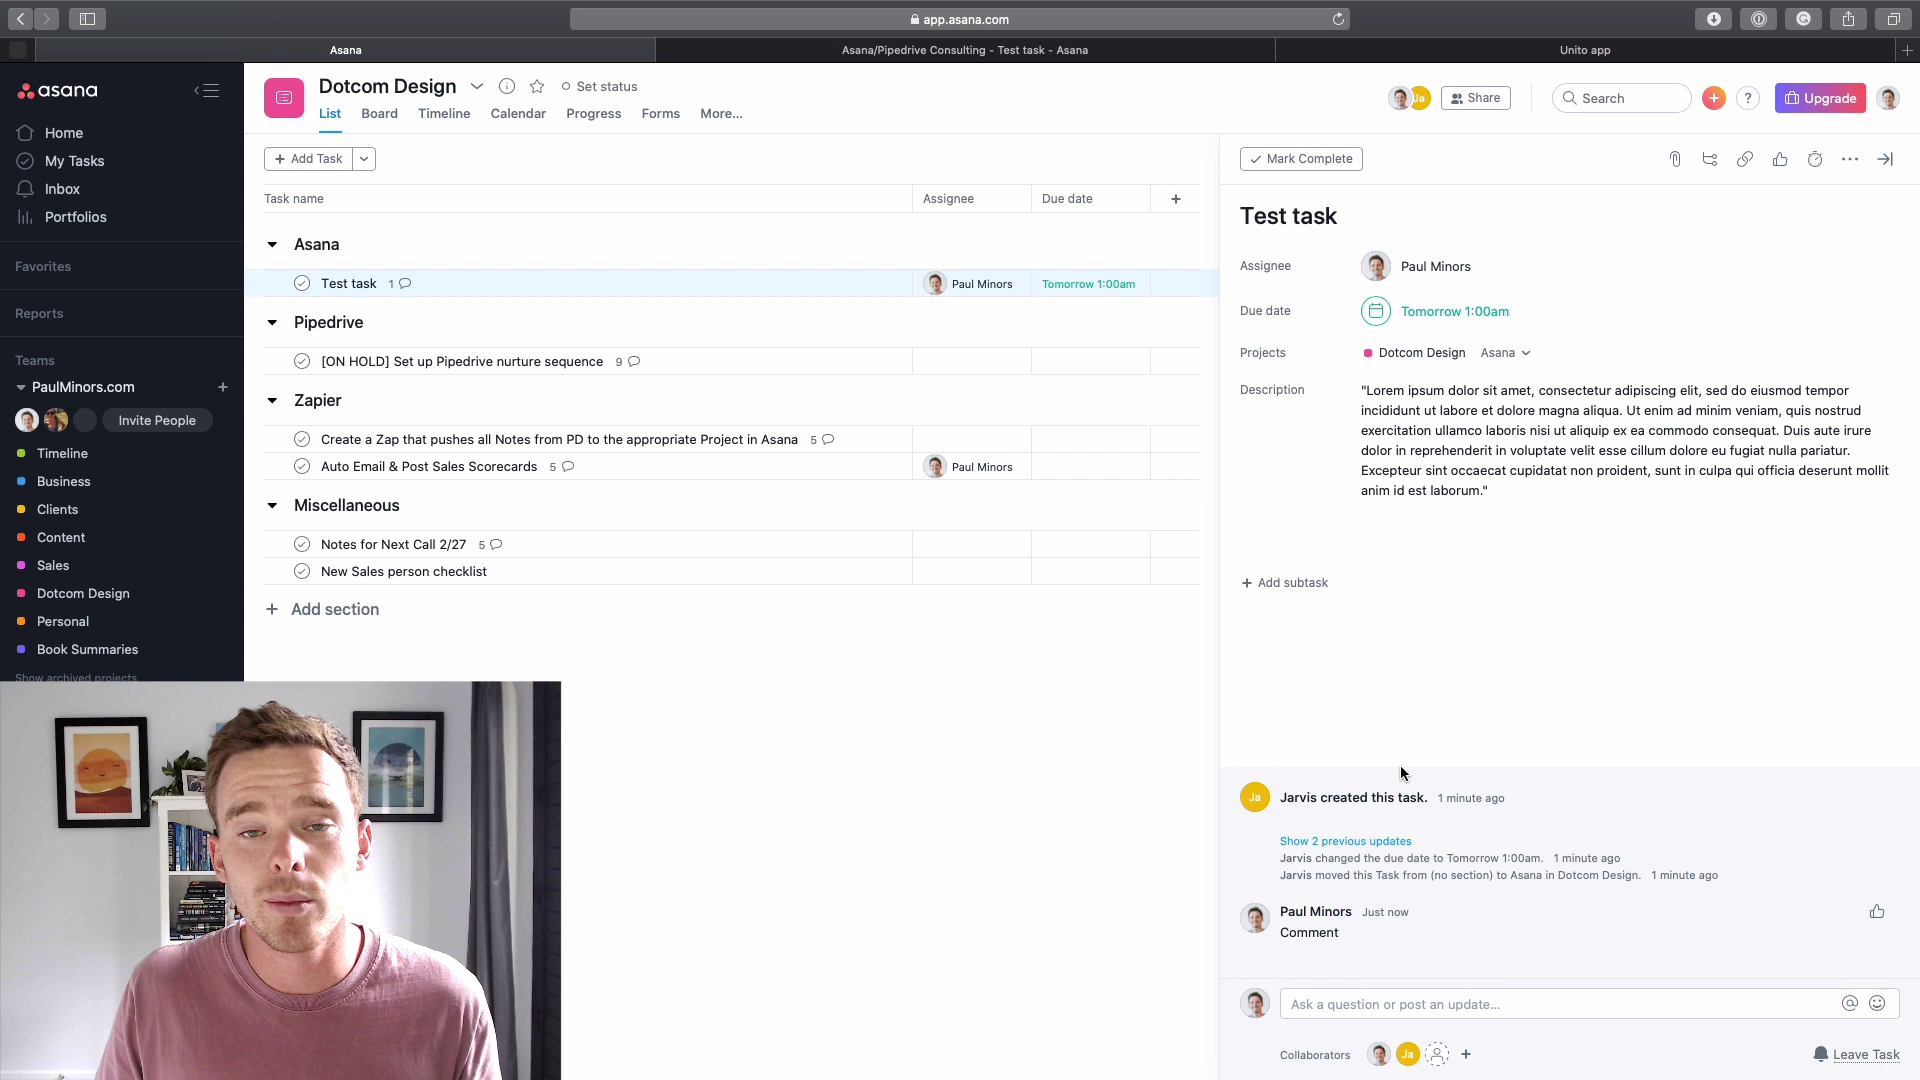 app.asana.com
Asana
Asana/Pipedrive Consulting - Test task - Asana
Unito app
asana
Home
My Tasks
Inbox
Portfolios
Favorites
Reports
Teams
PaulMinors.com
Invite People
Timeline
Business
Clients
Content
Sales
Dotcom Design
Personal
Book Summaries
Show archived projects
Dotcom Design
Set status
List
Board
Timeline
Calendar
Progress
Forms
More...
Ja
Share
Search
?
Upgrade
Add Task
Task name
Assignee
Due date
Asana
Test task 1
Paul Minors
Tomorrow 1:00am
Pipedrive
[ON HOLD] Set up Pipedrive nurture sequence 9
Zapier
Create a Zap that pushes all Notes from PD to the appropriate Project in Asana 5
Auto Email & Post Sales Scorecards 5
Paul Minors
Miscellaneous
Notes for Next Call 2/27 5
New Sales person checklist
Add section
Mark Complete
Test task
Assignee
Paul Minors
Due date
Tomorrow 1:00am
Projects
Dotcom Design
Asana
Description
"Lorem ipsum dolor sit amet, consectetur adipiscing elit, sed do eiusmod tempor
incididunt ut labore et dolore magna aliqua. Ut enim ad minim veniam, quis nostrud
exercitation ullamco laboris nisi ut aliquip ex ea commodo consequat. Duis aute irure
dolor in reprehenderit in voluptate velit esse cillum dolore eu fugiat nulla pariatur.
Excepteur sint occaecat cupidatat non proident, sunt in culpa qui officia deserunt mollit
anim id est laborum."
Add subtask
Ja
Jarvis created this task. 1 minute ago
Show 2 previous updates
Jarvis changed the due date to Tomorrow 1:00am. 1 minute ago
Jarvis moved this Task from (no section) to Asana in Dotcom Design. 1 minute ago
Paul Minors Just now
Comment
Ask a question or post an update...
Collaborators
Ja
Leave Task